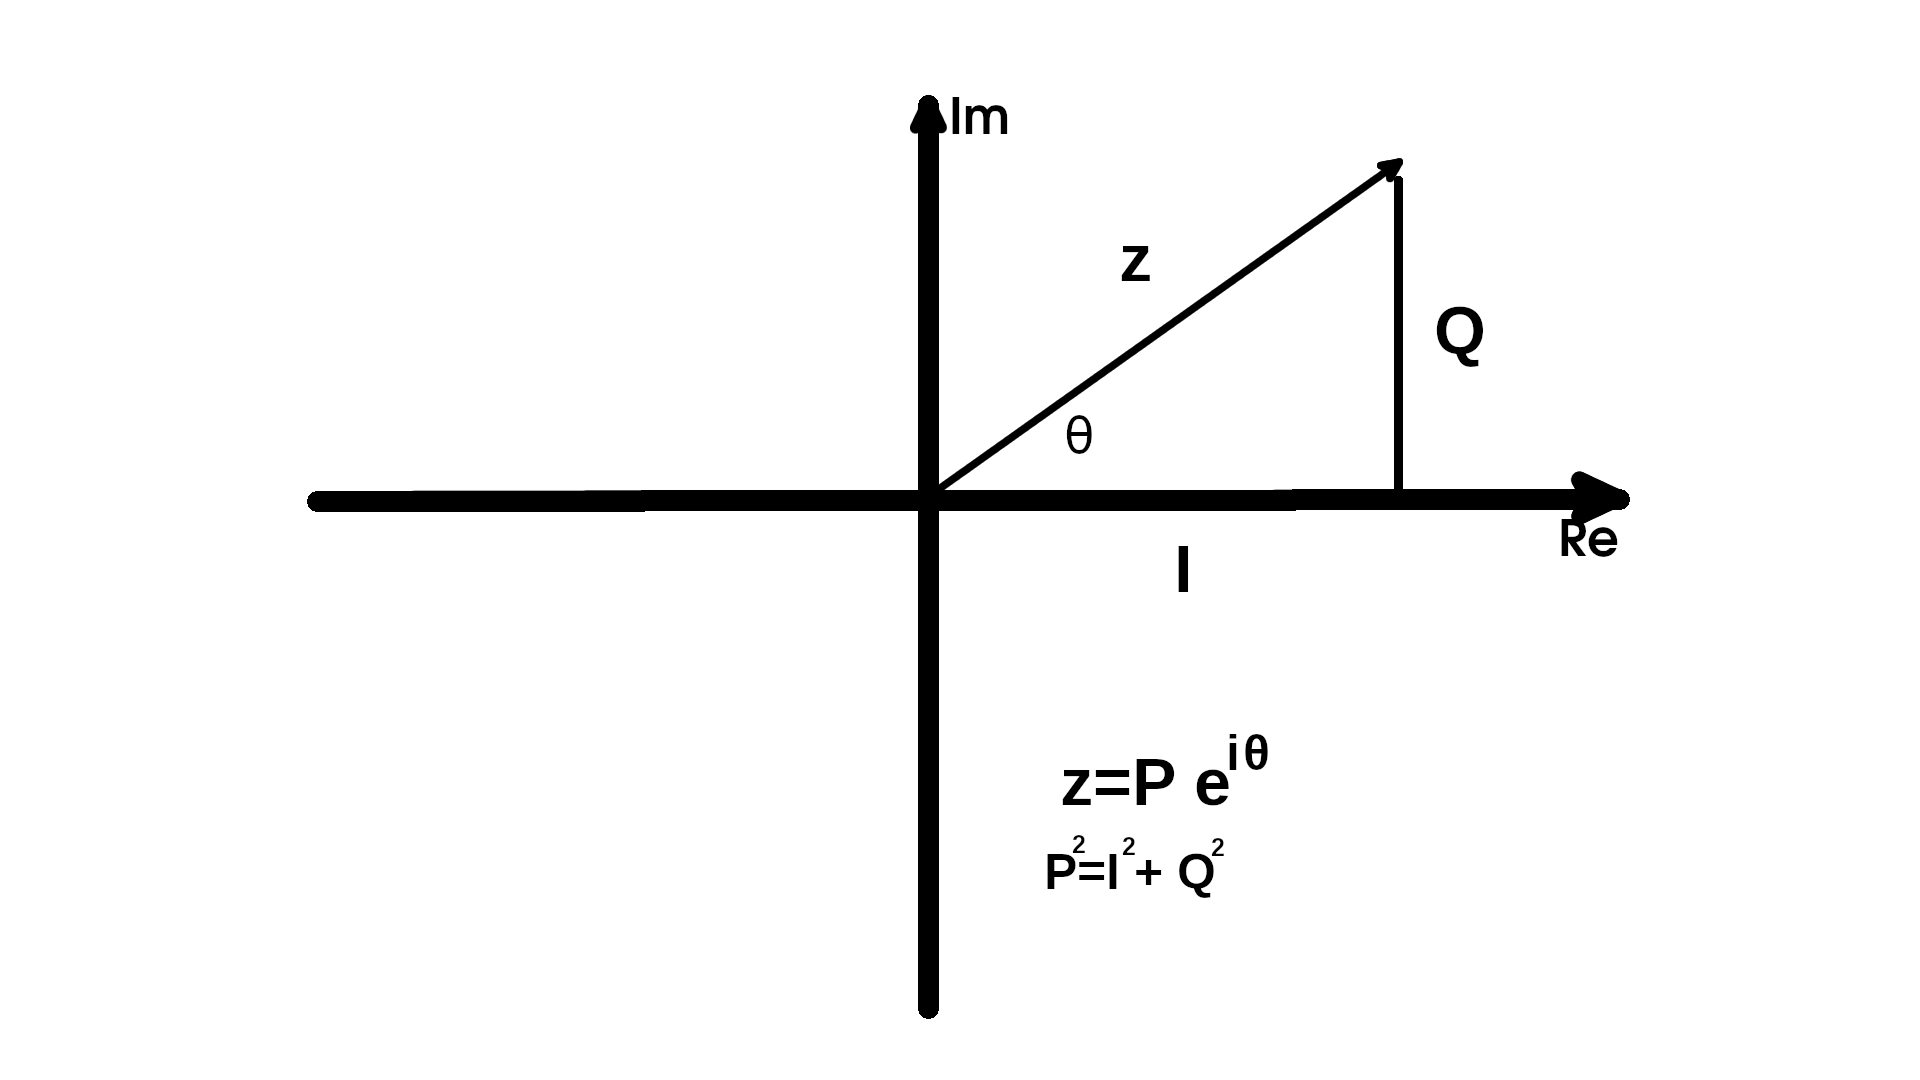 Im
z
Q
θ
Re
I
z=P e^iθ
P²=I²+ Q²